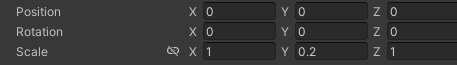 Position X 0 Y 0 Z 0
Rotation X 0 Y 0 Z 0
Scale X 1 Y 0.2 Z 1